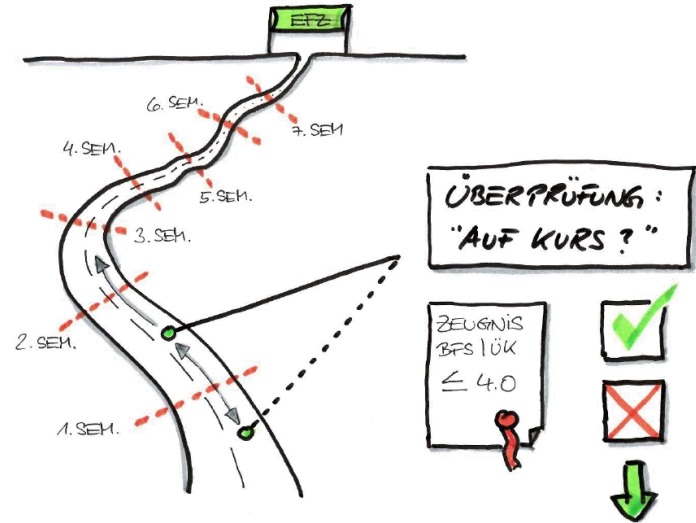 EFZ
6. SEM.
7. SEM
4. SEM.
5. SEM.
3. SEM.
2. SEM.
1. SEM.
ÜBERPRÜFUNG:
"AUF KURS?"
ZEUGNIS
BFS/ÜK
≤ 4.0